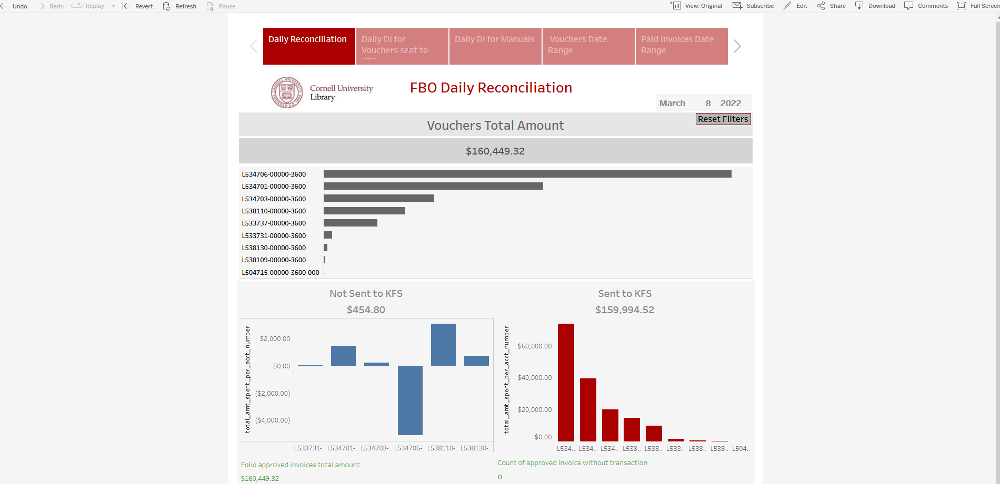 Undo Redo Replay Revert Refresh Pause View: Original Subscribe Edit Share Download Comments Full Screen
Daily Reconciliation
Daily DI for
Vouchers sent to
Daily DI for Manuals
Vouchers Date
Range
Paid Invoices Date
Range
Cornell University
Library
FBO Daily Reconciliation
March 8 2022
Reset Filters
Vouchers Total Amount
$160,449.32
L534706-00000-3600
L534701-00000-3600
L534703-00000-3600
L538110-00000-3600
L533737-00000-3600
L533731-00000-3600
L538130-00000-3600
L538109-00000-3600
L504715-00000-3600-000
Not Sent to KFS
$454.80
total_amt_spent_per_acct_number
$2,000.00
$0.00
($2,000.00)
($4,000.00)
L533731-.. L534701-.. L534703-.. L534706-.. L538110-.. L538130-..
Sent to KFS
$159,994.52
total_amt_spent_per_acct_number
$60,000.00
$40,000.00
$20,000.00
$0.00
L534.. L534.. L534.. L538.. L533.. L533.. L538.. L538.. L504..
Folio approved invoices total amount
$160,449.32
Count of approved invoice without transaction
0